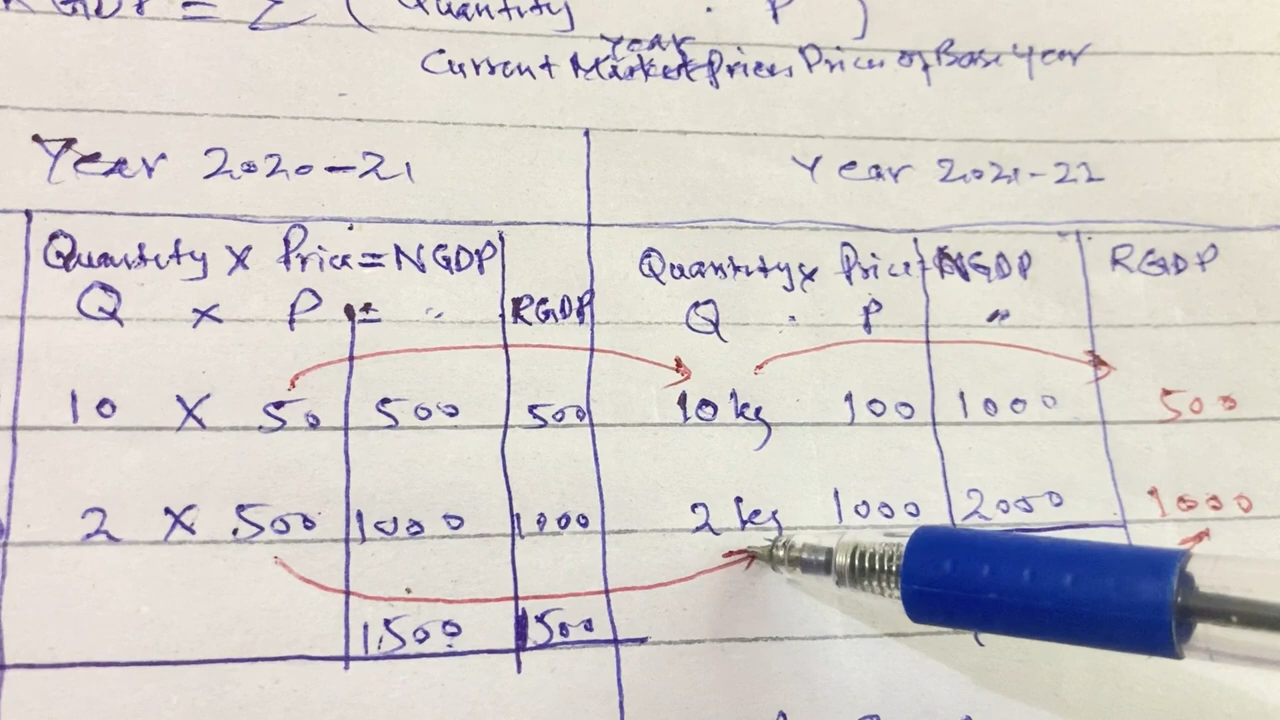 RGDP = Σ ( Quantity . P )
Current year Prices of Base Year
Year 2020-21 Year 2021-22
Quantity x Price = NGDP Quantity x Price = NGDP RGDP
Q x P = " RGDP Q . P "
10 x 50 500 500 10 kg 100 1000 500
2 x 500 1000 1000 2 kg 1000 2000 1000
1500 1500